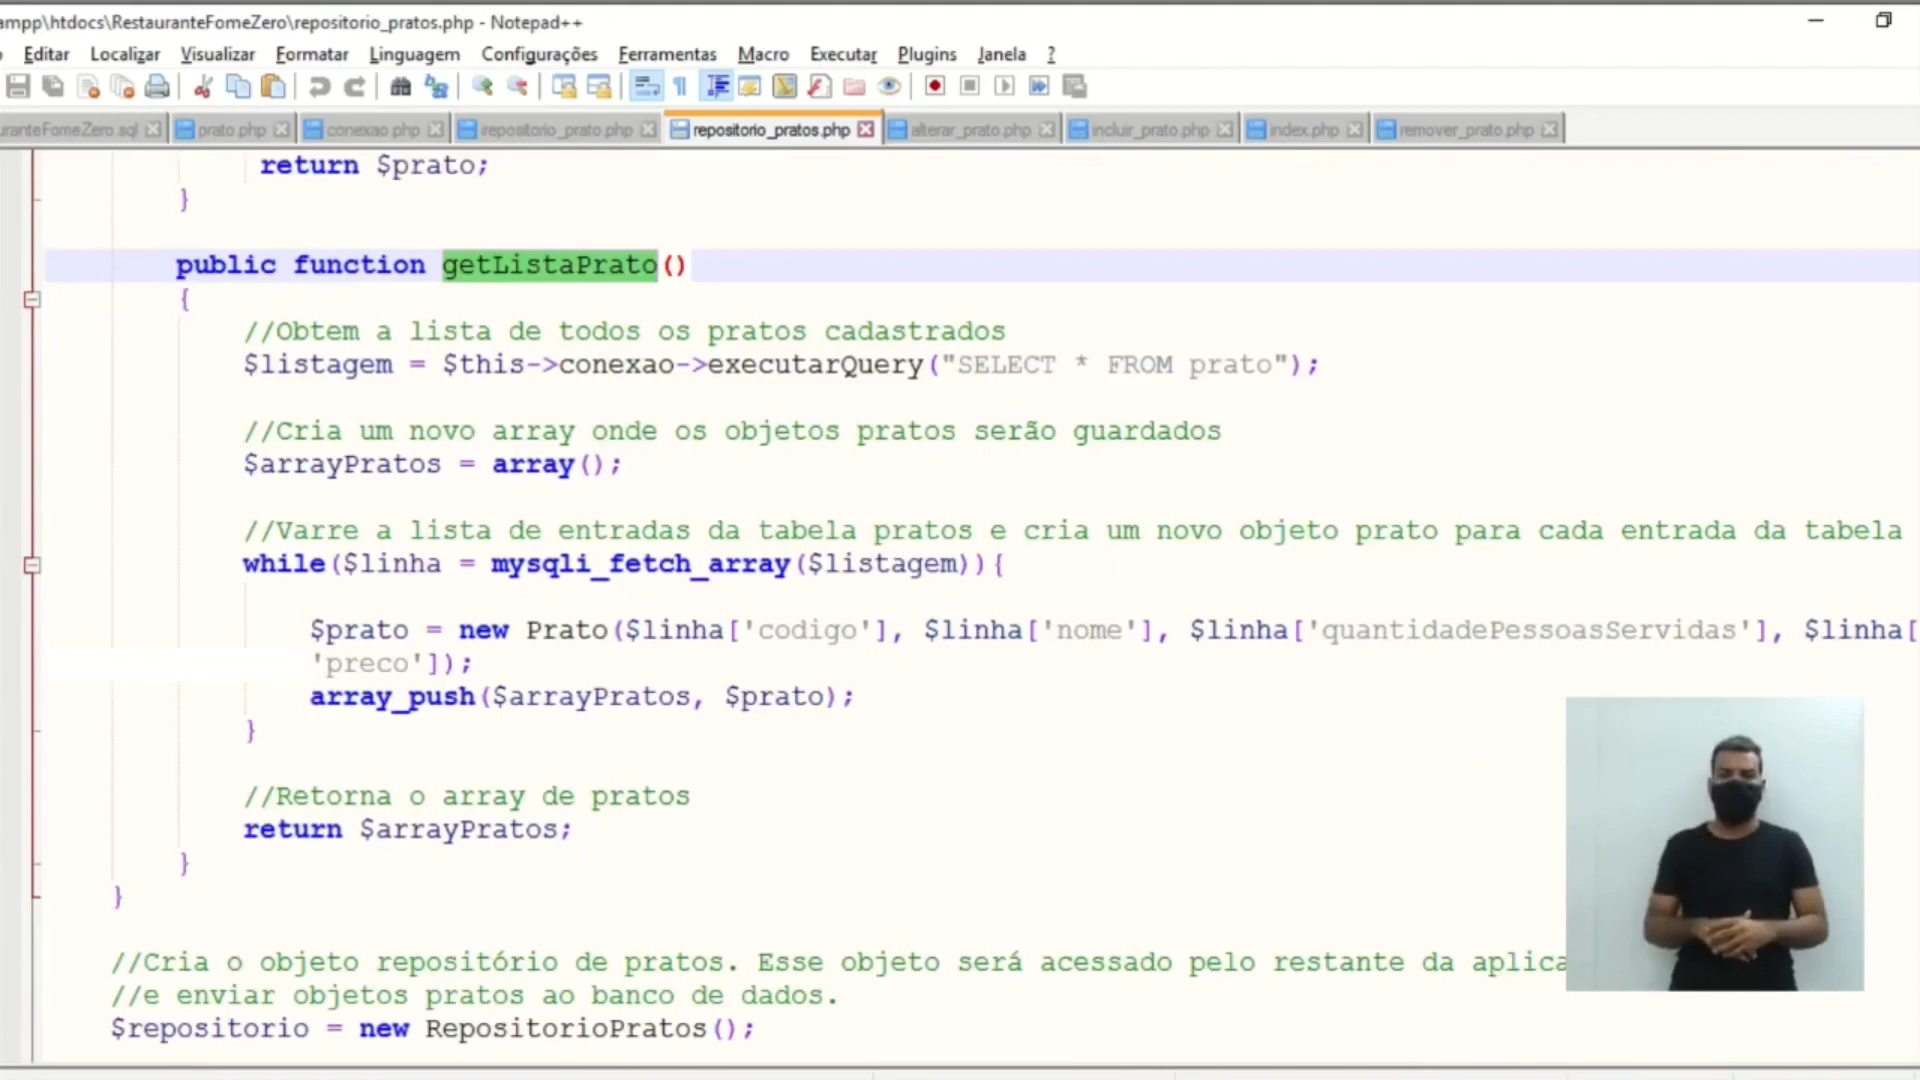 ampp\htdocs\RestauranteFomeZero\repositorio_pratos.php - Notepad++
Editar Localizar Visualizar Formatar Linguagem Configurações Ferramentas Macro Executar Plugins Janela ?
uranteFomeZero.sql prato.php conexao.php irepositorio_prato.php repositorio_pratos.php alterar_prato.php incluir_prato.php index.php remover_prato.php
return $prato;
}
public function getListaPrato()
{
//Obtem a lista de todos os pratos cadastrados
$listagem = $this->conexao->executarQuery("SELECT * FROM prato");
//Cria um novo array onde os objetos pratos serão guardados
$arrayPratos = array();
//Varre a lista de entradas da tabela pratos e cria um novo objeto prato para cada entrada da tabela
while($linha = mysqli_fetch_array($listagem)){
$prato = new Prato($linha['codigo'], $linha['nome'], $linha['quantidadePessoasServidas'], $linha[
'preco']);
array_push($arrayPratos, $prato);
}
//Retorna o array de pratos
return $arrayPratos;
}
}
//Cria o objeto repositório de pratos. Esse objeto será acessado pelo restante da aplica
//e enviar objetos pratos ao banco de dados.
$repositorio = new RepositorioPratos();